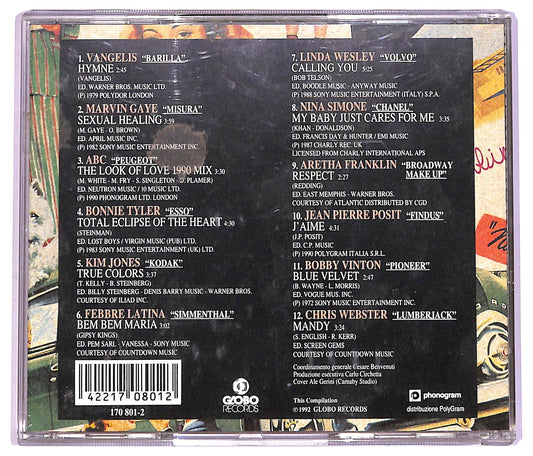 1. VANGELIS "BARILLA"
HYMNE 2:45
(VANGELIS)
ED. WARNER BROS. MUSIC LTD.
(P) 1979 POLYDOR LONDON
2. MARVIN GAYE "MISURA"
SEXUAL HEALING 3:59
(M. GAYE - O. BROWN)
ED. APRIL MUSIC INC.
(P) 1982 SONY MUSIC ENTERTAINMENT INC.
3. ABC "PEUGEOT"
THE LOOK OF LOVE 1990 MIX 3:30
(M. WHITE - M. FRY - S. SINGLETON - D. PLAMER)
ED. NEUTRON MUSIC / 10 MUSIC LTD.
(P) 1990 PHONOGRAM LTD. LONDON
4. BONNIE TYLER "ESSO"
TOTAL ECLIPSE OF THE HEART 4:30
(STEINMAN)
ED. LOST BOYS / VIRGIN MUSIC (PUB) LTD.
(P) 1983 SONY MUSIC ENTERTAINMENT (UK) LTD.
5. KIM JONES "KODAK"
TRUE COLORS 3:37
(T. KELLY - B. STEINBERG)
ED. BILLY STEINBERG - DENIS BARRY MUSIC - WARNER BROS.
COURTESY OF ILIAD INC.
6. FEBBRE LATINA "SIMMENTHAL"
BEM BEM MARIA 3:02
(GIPSY KINGS)
ED. PEM SARL - VANESSA - SONY MUSIC
COURTESY OF COUNTDOWN MUSIC
7. LINDA WESLEY "VOLVO"
CALLING YOU 5:25
(BOB TELSON)
ED. BOODLE MUSIC - ANYWAY MUSIC
(P) 1988 SONY MUSIC ENTERTAINMENT (ITALY) S.P.A.
8. NINA SIMONE "CHANEL"
MY BABY JUST CARES FOR ME 3:35
(KHAN - DONALDSON)
ED. FRANCIS DAY & HUNTER / EMI MUSIC
(P) 1987 CHARLY REC. UK
LICENSED FROM CHARLY INTERNATIONAL APS
9. ARETHA FRANKLIN "BROADWAY
RESPECT 2:27 MAKE UP"
(REDDING)
ED. EAST MEMPHIS - WARNER BROS.
COURTESY OF ATLANTIC DISTRIBUTED BY CGD
10. JEAN PIERRE POSIT "FINDUS"
J'AIME 4:31
(J.P. POSIT)
ED. C.P. MUSIC
(P) 1990 POLYGRAM ITALIA S.R.L.
11. BOBBY VINTON "PIONEER"
BLUE VELVET 2:47
(B. WAYNE - L. MORRIS)
ED. VOGUE MUS. INC
(P) 1972 SONY MUSIC ENTERTAINMENT INC.
12. CHRIS WEBSTER "LUMBERJACK"
MANDY 3:24
(S. ENGLISH - R. KERR)
ED. SCREEN GEMS
COURTESY OF COUNTDOWN MUSIC
Coordinamento generale Cesare Benvenuti
Produzione esecutiva Carlo Circhetta
Cover Ale Gerini (Carnaby Studio)
42217 08012
170 801-2
GLOBO
RECORDS
This Compilation
℗1992 GLOBO RECORDS
phonogram
distribuzione PolyGram